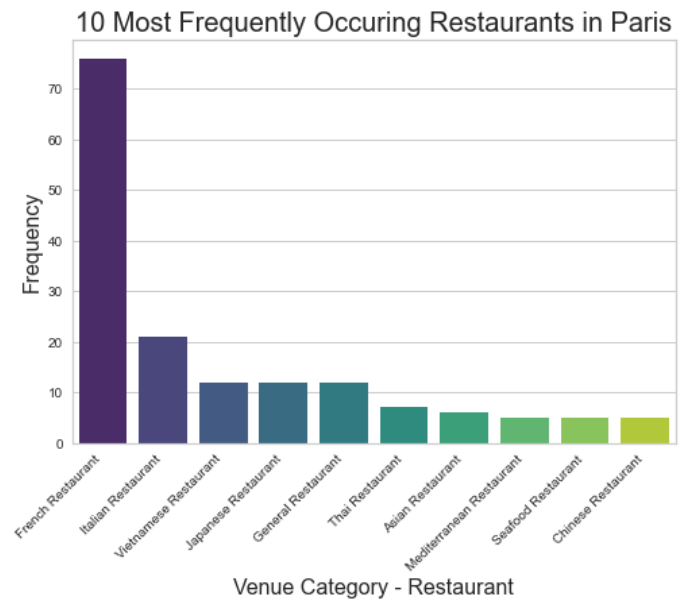 10 Most Frequently Occuring Restaurants in Paris
Frequency
70
60
50
40
30
20
10
0
French Restaurant
Italian Restaurant
Vietnamese Restaurant
Japanese Restaurant
General Restaurant
Thai Restaurant
Asian Restaurant
Mediterranean Restaurant
Seafood Restaurant
Chinese Restaurant
Venue Category - Restaurant